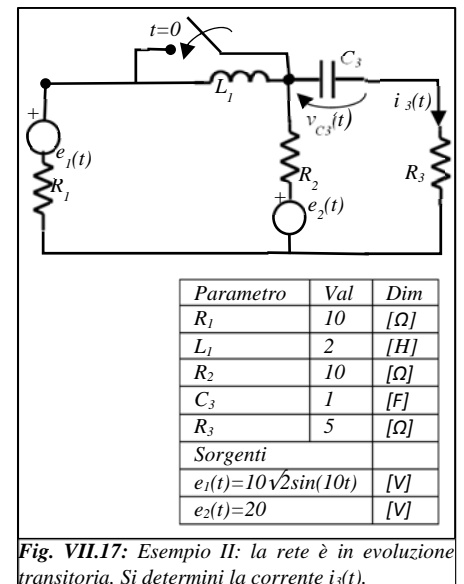 t=0
C3
L1
i 3(t)
vC3(t)
+
e1(t)
R1
R2
R3
+
e2(t)
Parametro Val Dim
R1 10 [Ω]
L1 2 [H]
R2 10 [Ω]
C3 1 [F]
R3 5 [Ω]
Sorgenti
e1(t)=10√2sin(10t) [V]
e2(t)=20 [V]
Fig. VII.17: Esempio II: la rete è in evoluzione
transitoria. Si determini la corrente i3(t).